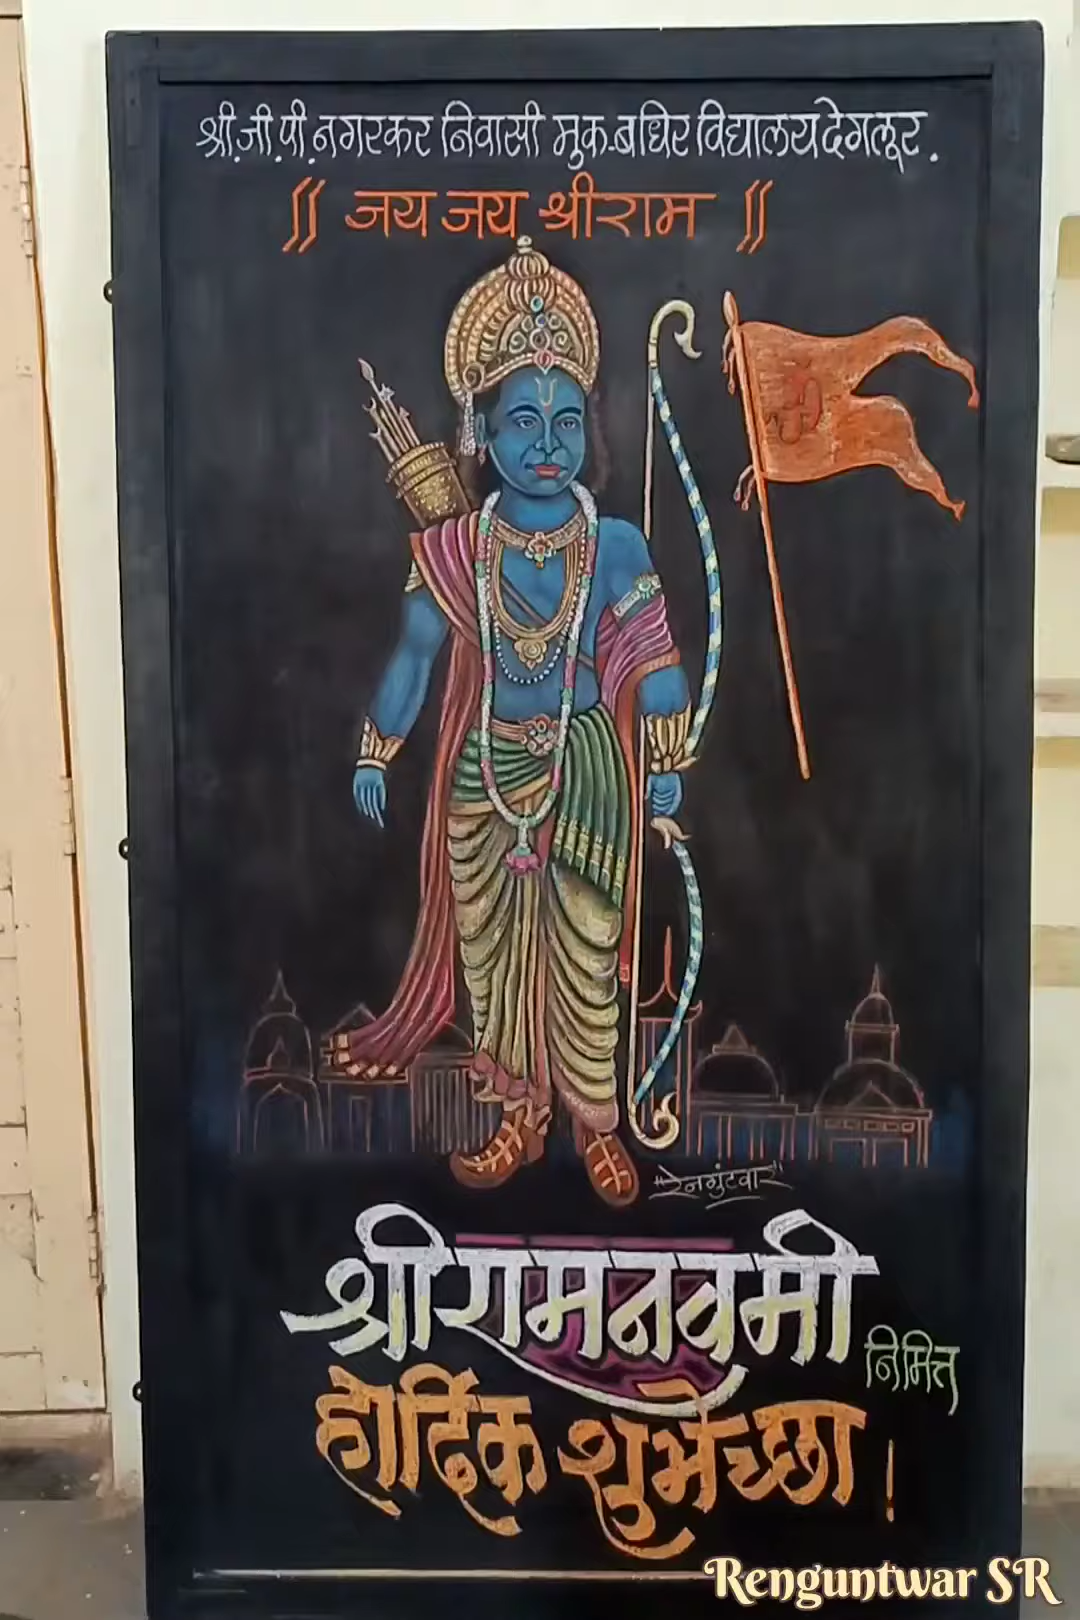 श्री.जी.पी.नगरकर निवासी मुक-बधिर विद्यालय देगलूर.
|| जय जय श्रीराम ||
ॐ
"रेनगुंटवार"
श्रीरामनवमी
निमित्त
हार्दिक शुभेच्छा।
Renguntwar SR